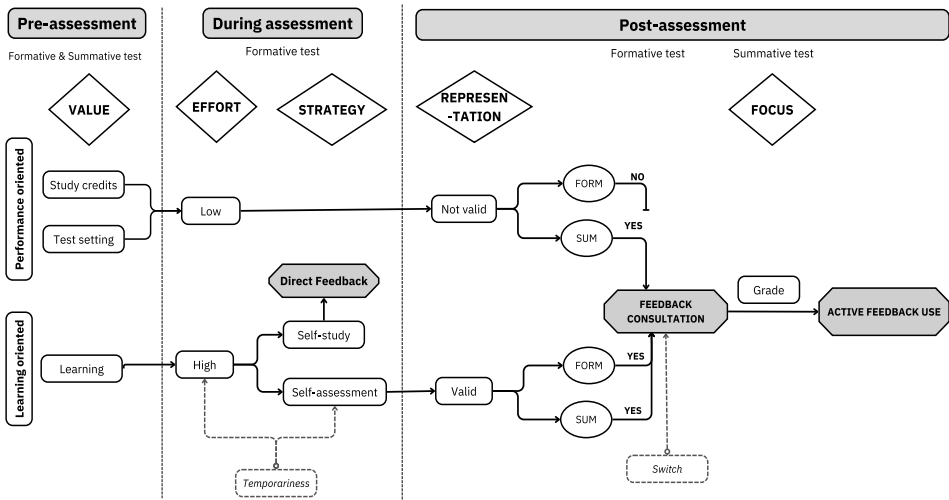 Pre-assessment
During assessment
Post-assessment
Formative & Summative test
Formative test
Formative test
Summative test
VALUE
EFFORT
STRATEGY
REPRESEN
-TATION
FOCUS
Performance oriented
Study credits
Test setting
Low
Not valid
FORM
NO
SUM
YES
Direct Feedback
FEEDBACK
CONSULTATION
Grade
ACTIVE FEEDBACK USE
Learning oriented
Learning
High
Self-study
Self-assessment
Valid
FORM
YES
SUM
YES
Temporariness
Switch